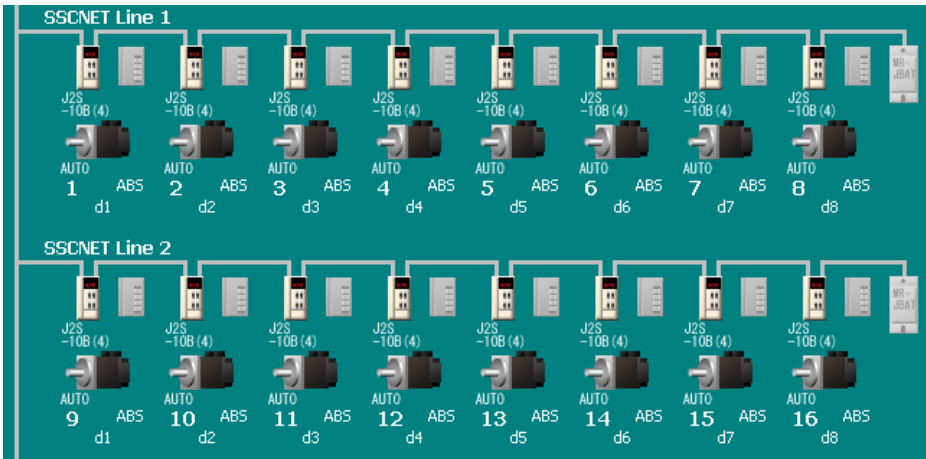 SSCNET Line 1
MR-
JBAT
J2S J2S J2S J2S J2S J2S J2S J2S
-10B(4) -10B(4) -10B(4) -10B(4) -10B(4) -10B(4) -10B(4) -10B(4)
AUTO AUTO AUTO AUTO AUTO AUTO AUTO AUTO
1 ABS 2 ABS 3 ABS 4 ABS 5 ABS 6 ABS 7 ABS 8 ABS
d1 d2 d3 d4 d5 d6 d7 d8
SSCNET Line 2
MR-
JBAT
J2S J2S J2S J2S J2S J2S J2S J2S
-10B(4) -10B(4) -10B(4) -10B(4) -10B(4) -10B(4) -10B(4) -10B(4)
AUTO AUTO AUTO AUTO AUTO AUTO AUTO AUTO
9 ABS 10 ABS 11 ABS 12 ABS 13 ABS 14 ABS 15 ABS 16 ABS
d1 d2 d3 d4 d5 d6 d7 d8